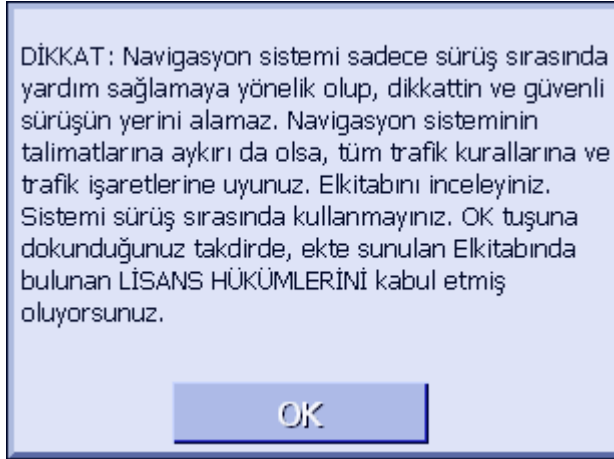 DİKKAT: Navigasyon sistemi sadece sürüş sırasında
yardım sağlamaya yönelik olup, dikkattin ve güvenli
sürüşün yerini alamaz. Navigasyon sisteminin
talimatlarına aykırı da olsa, tüm trafik kurallarına ve
trafik işaretlerine uyunuz. Elkitabını inceleyiniz.
Sistemi sürüş sırasında kullanmayınız. OK tuşuna
dokunduğunuz takdirde, ekte sunulan Elkitabında
bulunan LİSANS HÜKÜMLERİNİ kabul etmiş
oluyorsunuz.
OK